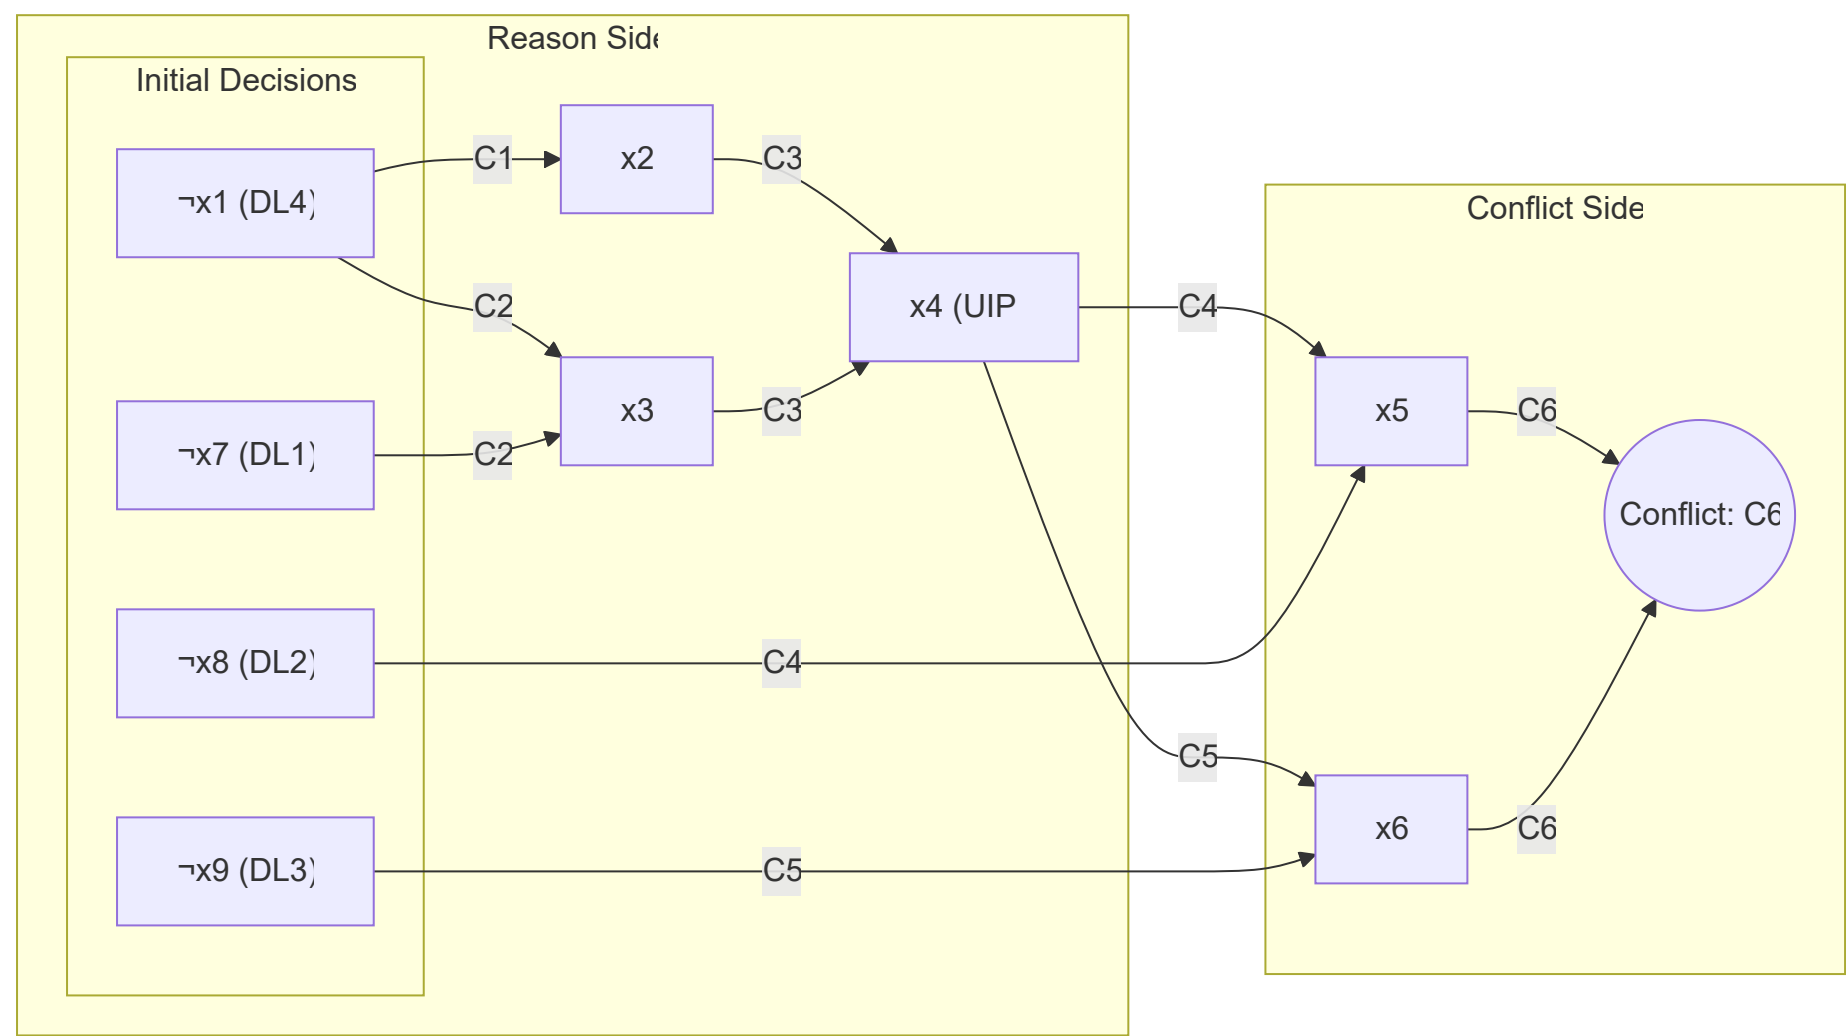 Reason Side
Initial Decisions
¬x1 (DL4)
C1
x2
C3
C2
x4 (UIP
C4
Conflict Side
¬x7 (DL1)
C2
x3
C3
x5
C6
Conflict: C6
¬x8 (DL2)
C4
C5
¬x9 (DL3)
C5
x6
C6